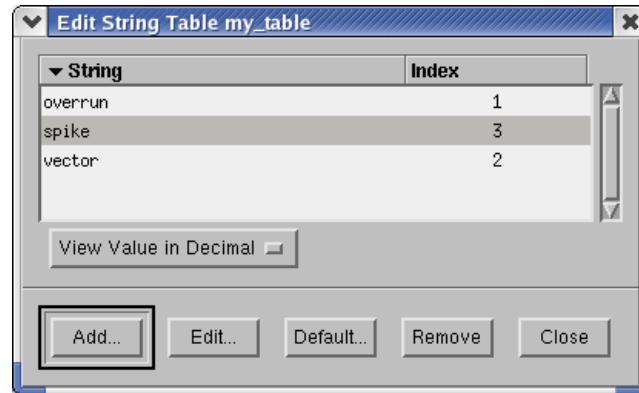 Edit String Table my_table
String Index
overrun 1
spike 3
vector 2
View Value in Decimal
Add... Edit... Default... Remove Close